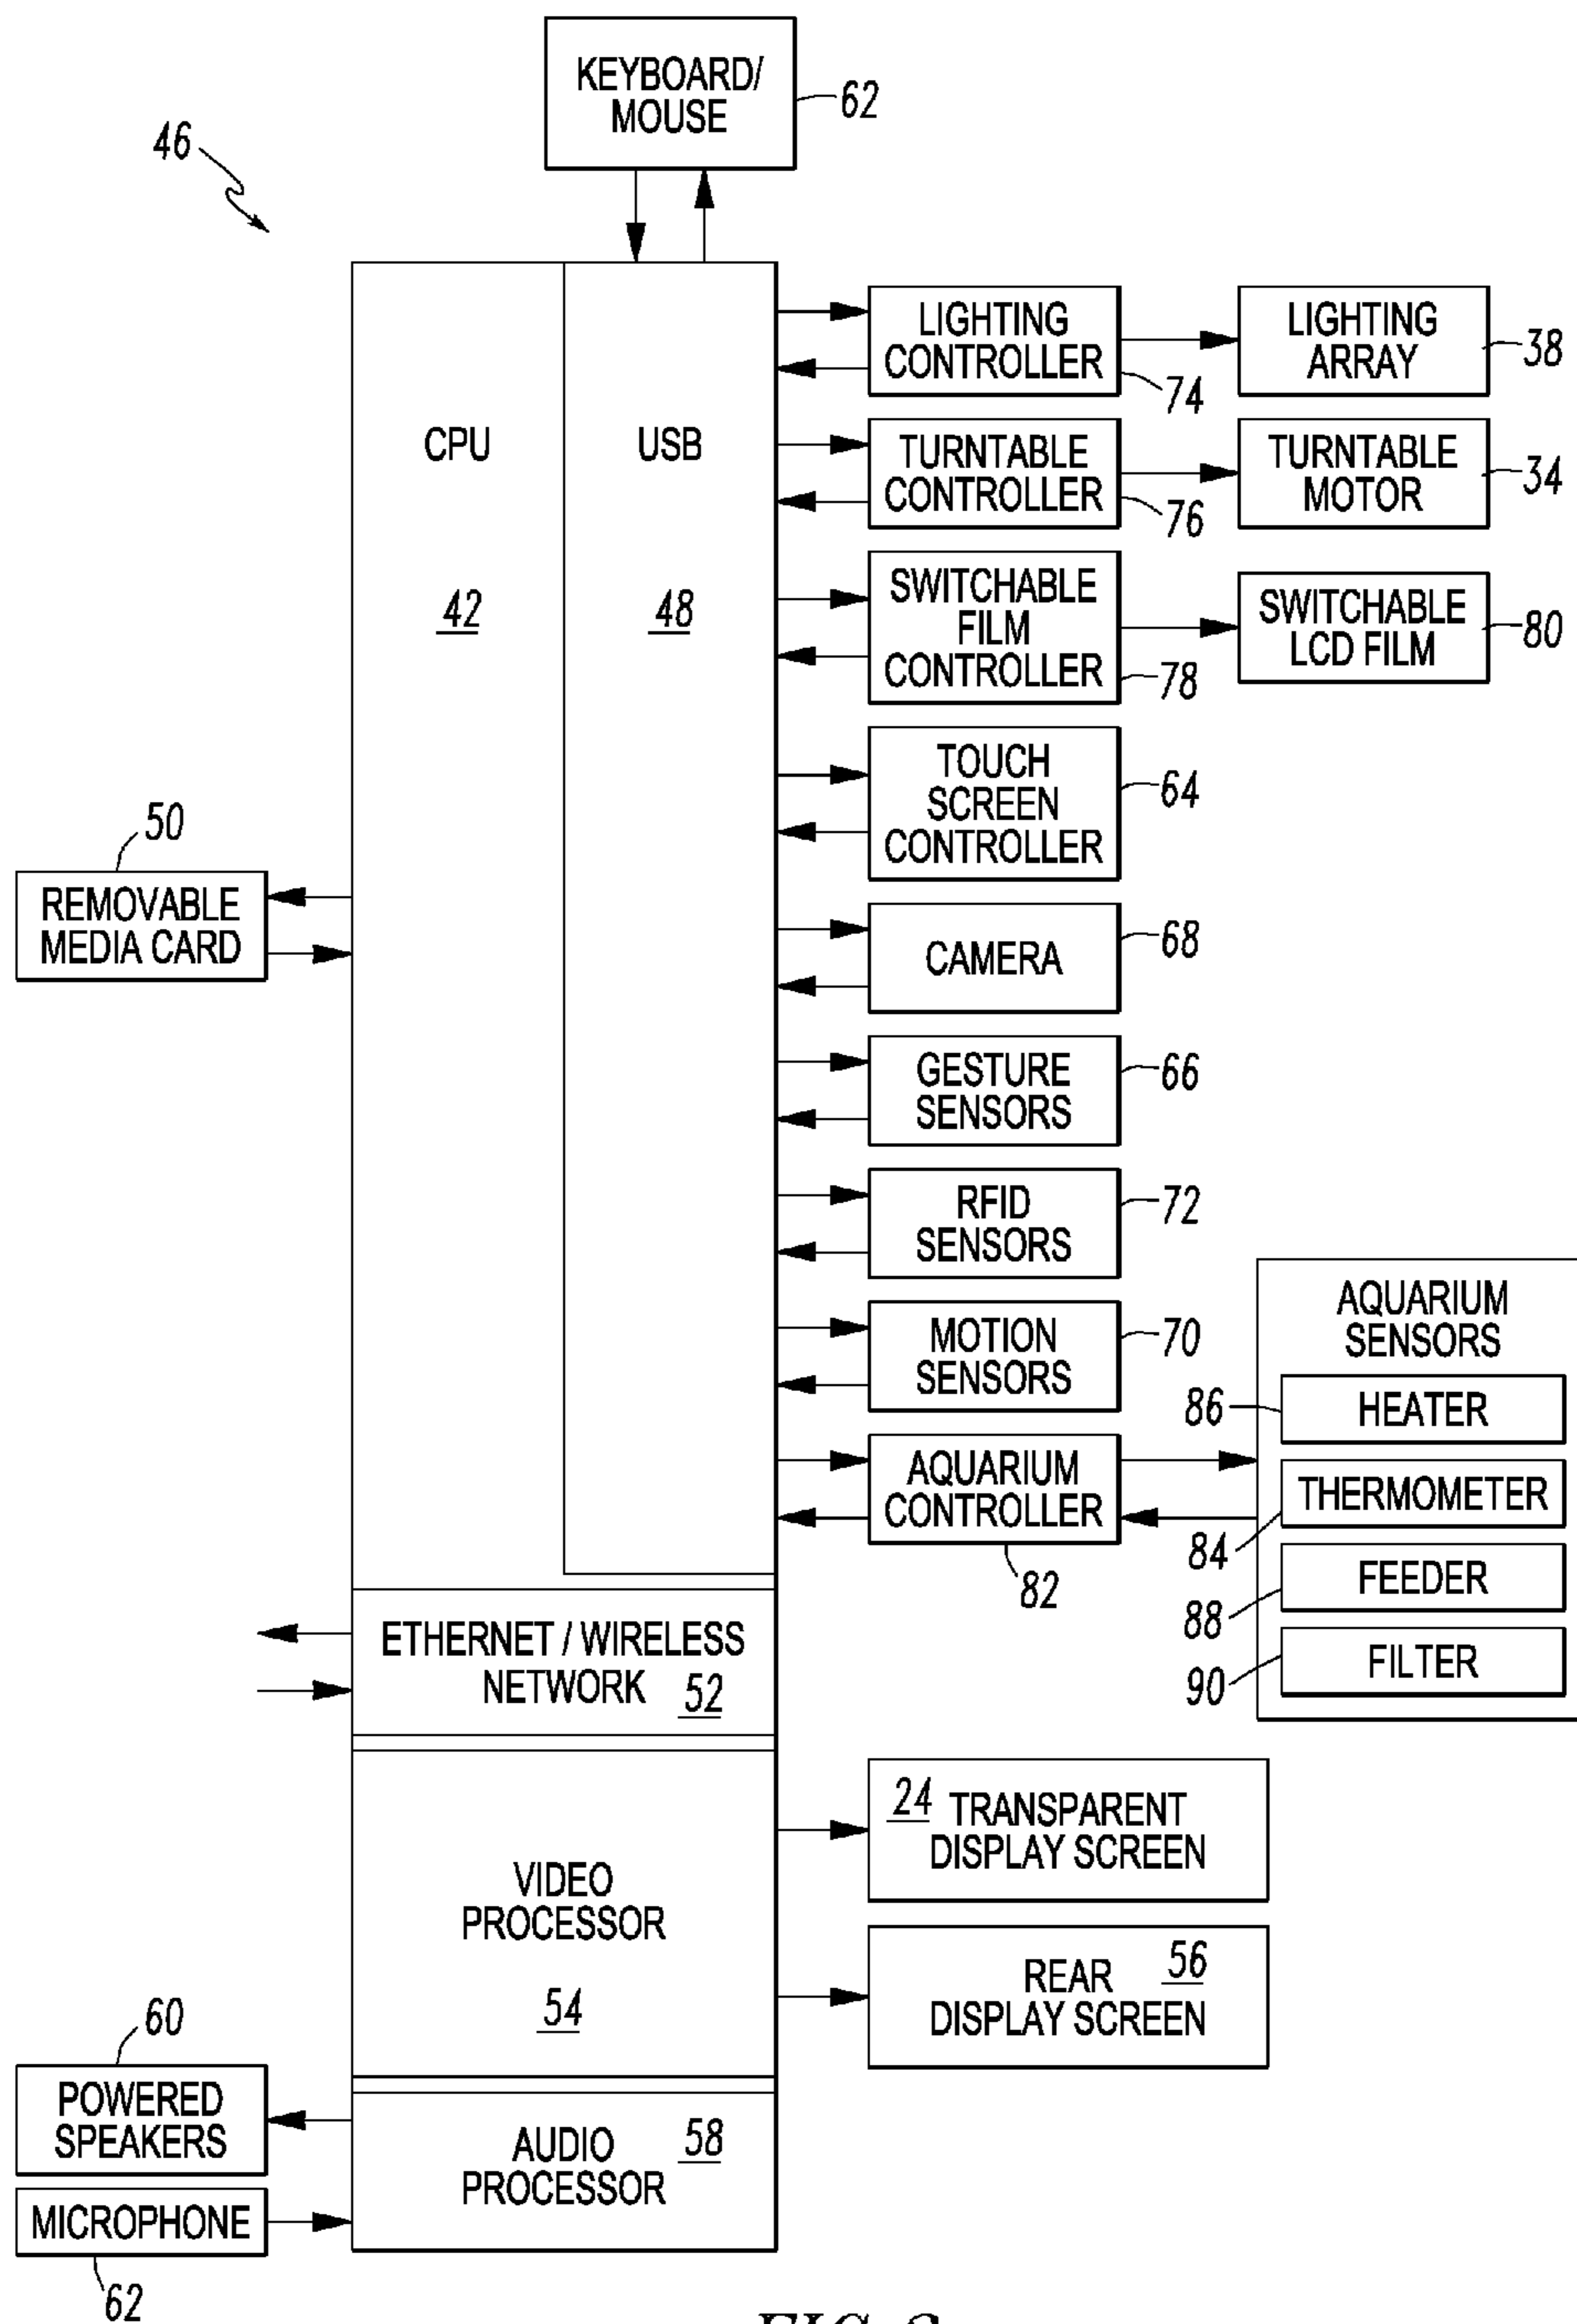 KEYBOARD/
MOUSE
62
46
CPU
42
USB
48
LIGHTING
CONTROLLER
74
LIGHTING
ARRAY
38
TURNTABLE
CONTROLLER
76
TURNTABLE
MOTOR
34
SWITCHABLE
FILM
CONTROLLER
78
SWITCHABLE
LCD FILM
80
TOUCH
SCREEN
CONTROLLER
64
50
REMOVABLE
MEDIA CARD
CAMERA
68
GESTURE
SENSORS
66
RFID
SENSORS
72
MOTION
SENSORS
70
AQUARIUM
CONTROLLER
82
AQUARIUM
SENSORS
86
HEATER
THERMOMETER
84
FEEDER
88
FILTER
90
ETHERNET / WIRELESS
NETWORK 52
VIDEO
PROCESSOR
54
24 TRANSPARENT
DISPLAY SCREEN
REAR 56
DISPLAY SCREEN
60
POWERED
SPEAKERS
AUDIO 58
PROCESSOR
MICROPHONE
62